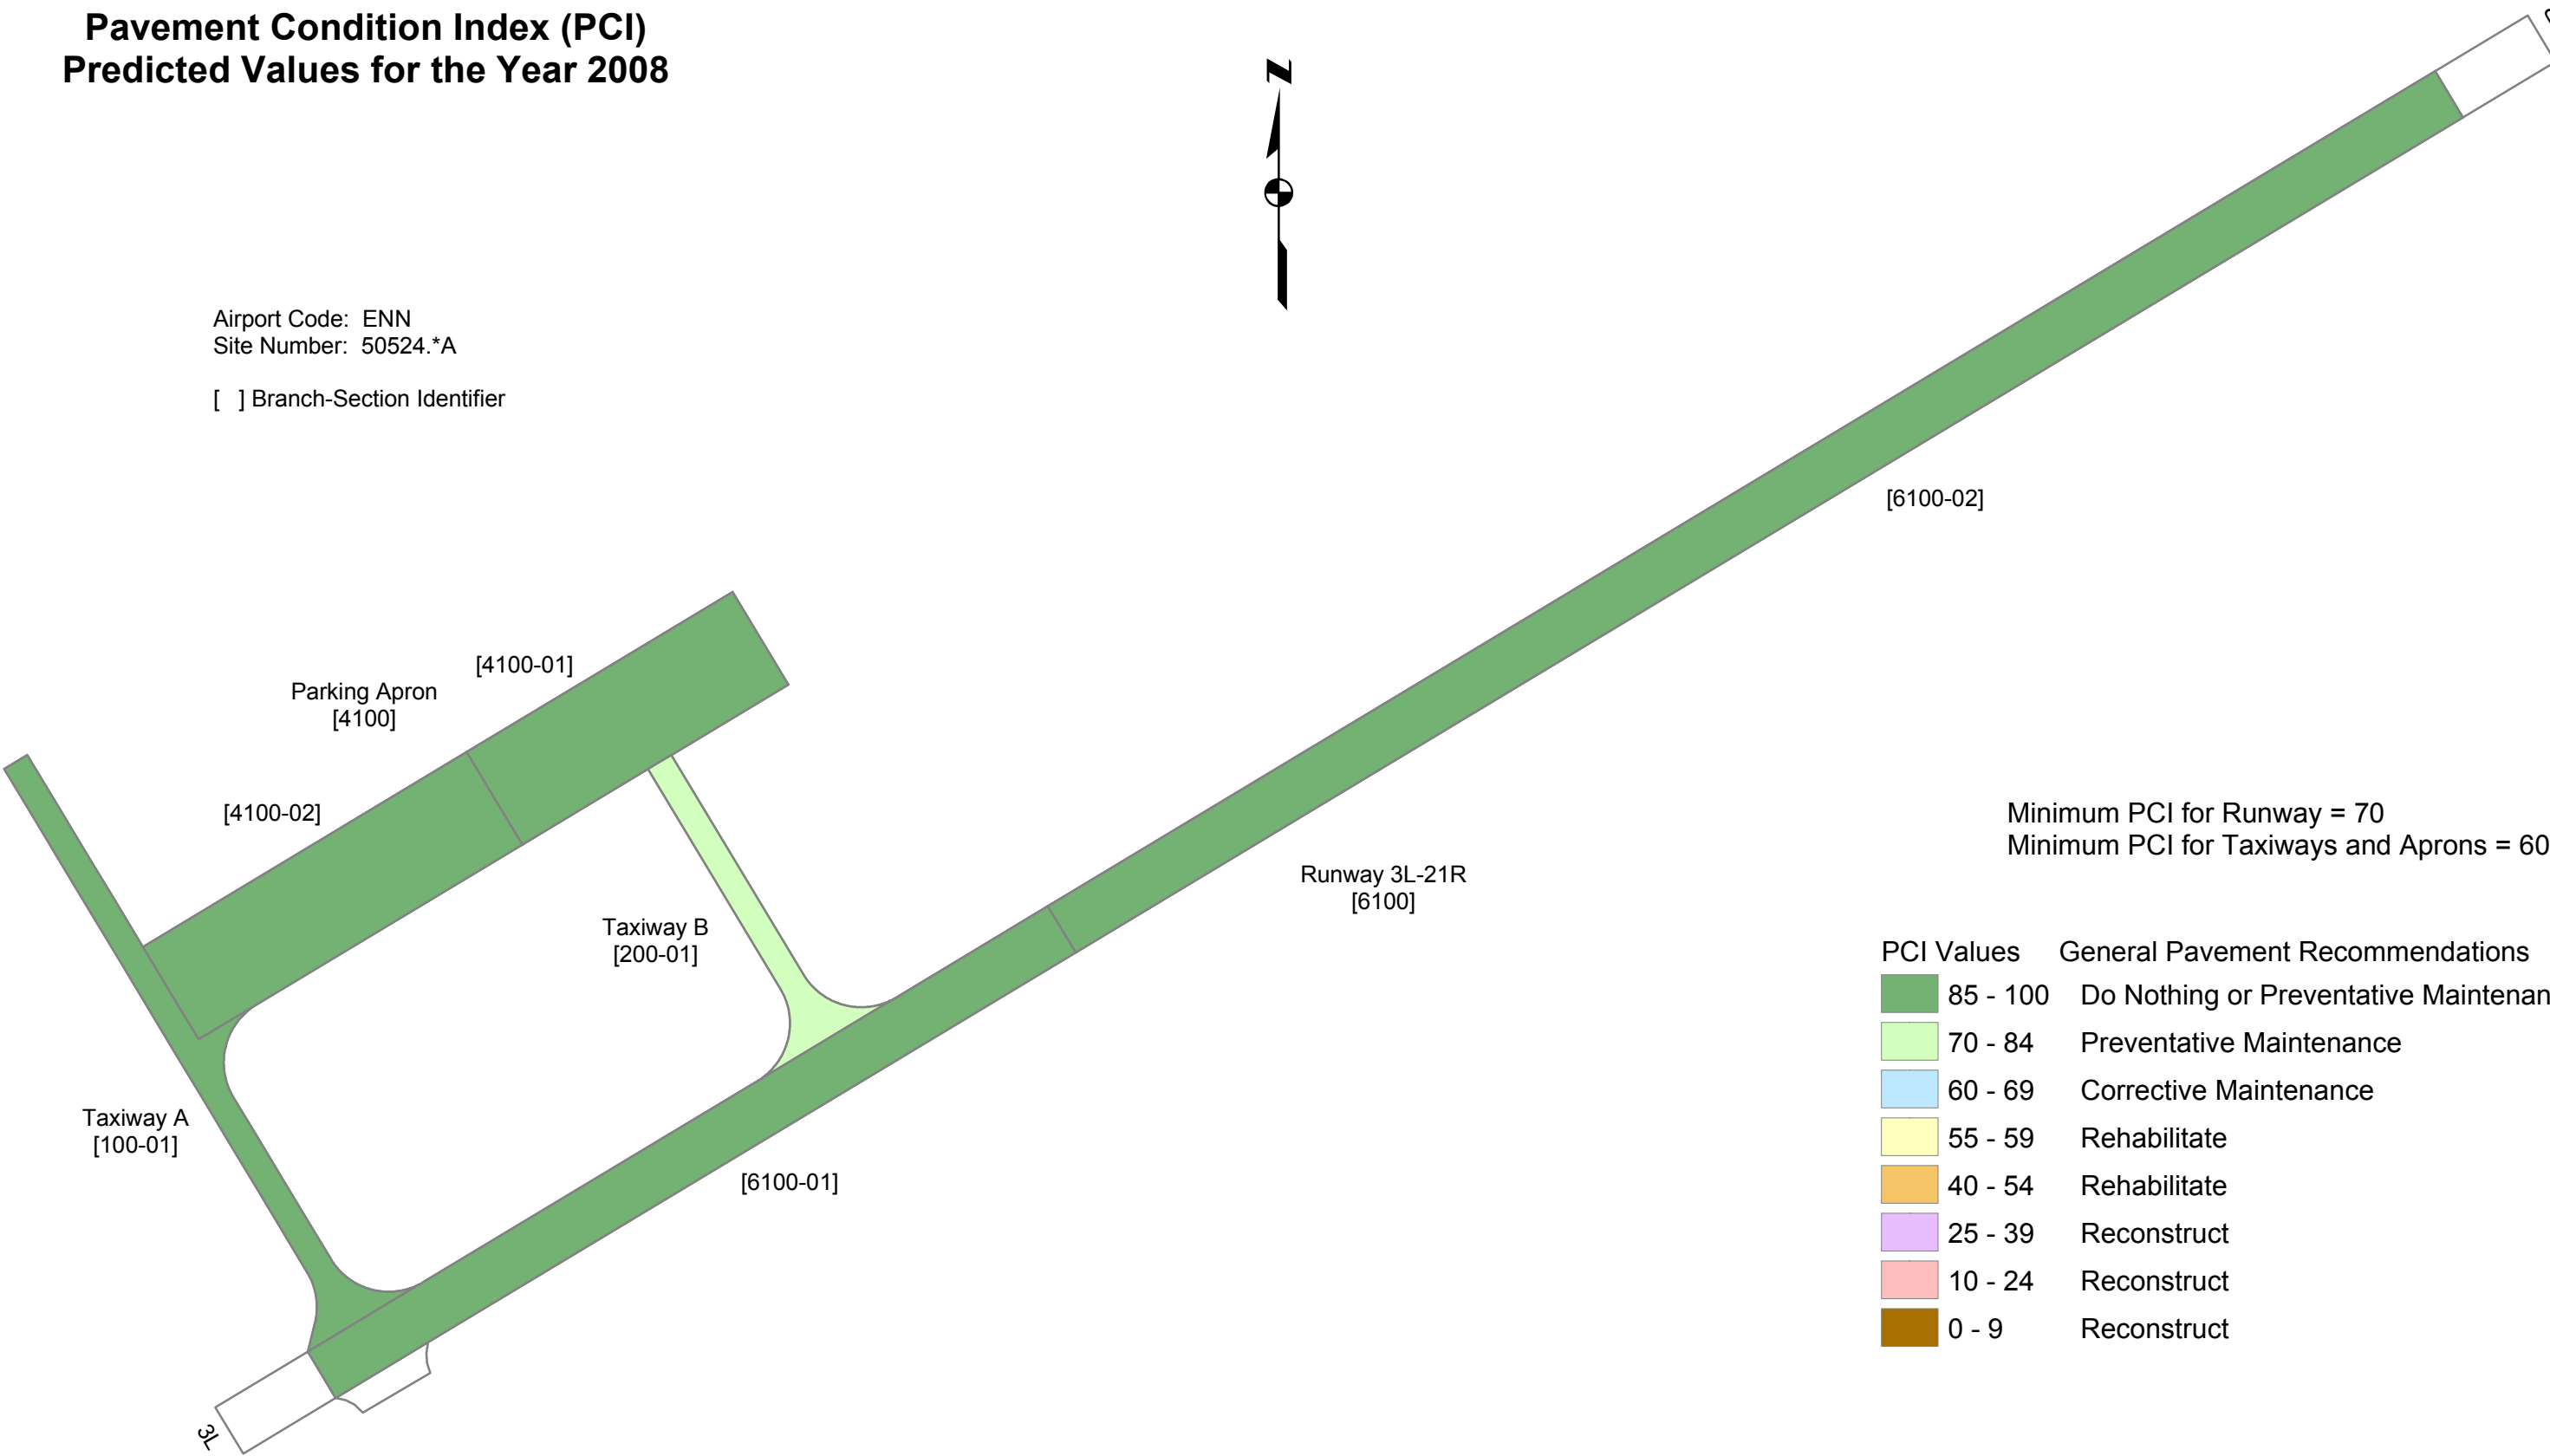 Pavement Condition Index (PCI)
Predicted Values for the Year 2008
N
Airport Code: ENN
Site Number: 50524.*A
[ ] Branch-Section Identifier
[6100-02]
[4100-01]
Parking Apron
[4100]
[4100-02]
Minimum PCI for Runway = 70
Minimum PCI for Taxiways and Aprons = 60
Runway 3L-21R
[6100]
Taxiway B
[200-01]
Taxiway A
[100-01]
[6100-01]
3L
PCI Values General Pavement Recommendations
85 - 100 Do Nothing or Preventative Maintenan
70 - 84 Preventative Maintenance
60 - 69 Corrective Maintenance
55 - 59 Rehabilitate
40 - 54 Rehabilitate
25 - 39 Reconstruct
10 - 24 Reconstruct
0 - 9 Reconstruct